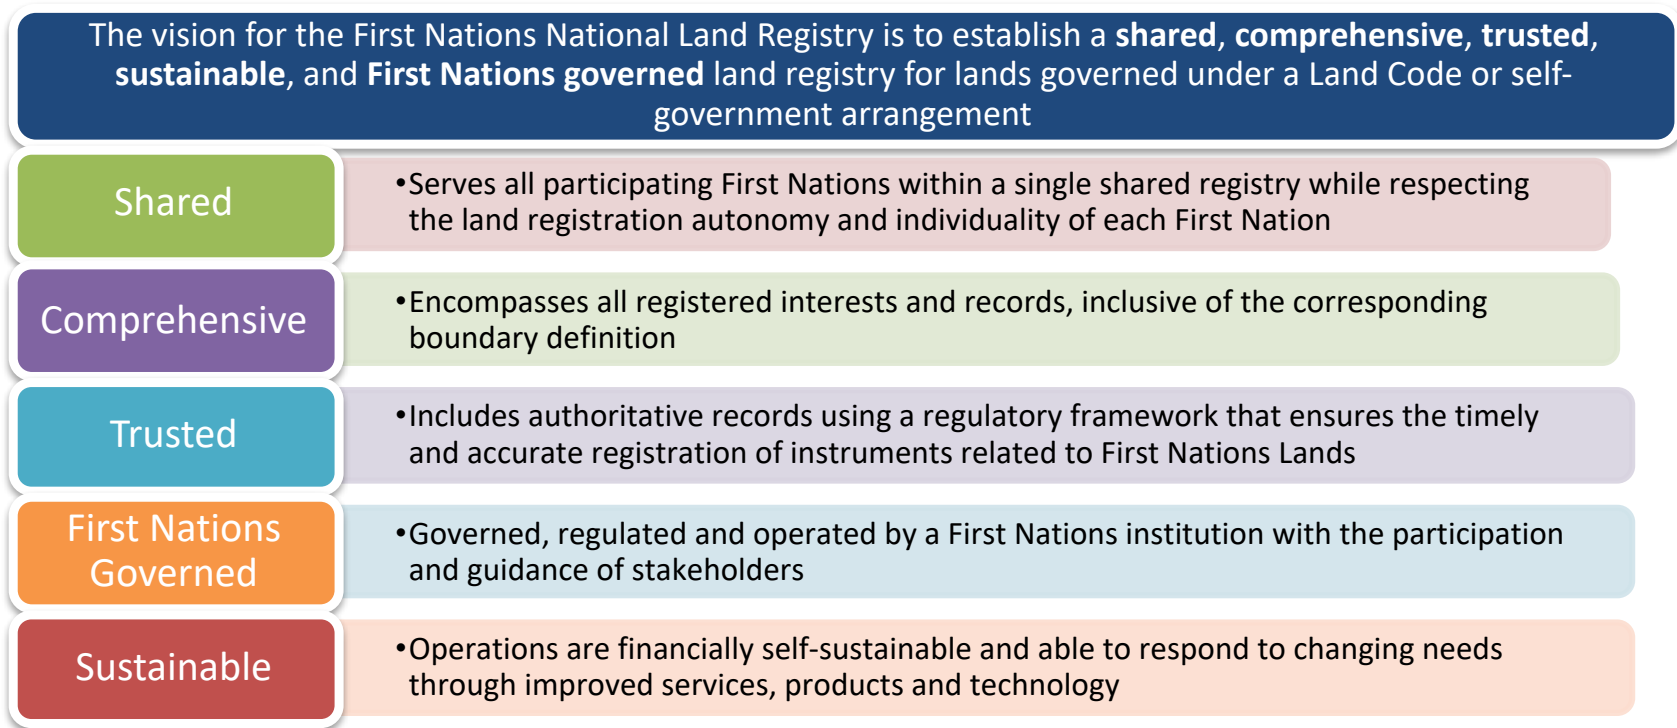 The vision for the First Nations National Land Registry is to establish a shared, comprehensive, trusted,
sustainable, and First Nations governed land registry for lands governed under a Land Code or self-
government arrangement
Shared
•Serves all participating First Nations within a single shared registry while respecting
the land registration autonomy and individuality of each First Nation
Comprehensive
•Encompasses all registered interests and records, inclusive of the corresponding
boundary definition
Trusted
•Includes authoritative records using a regulatory framework that ensures the timely
and accurate registration of instruments related to First Nations Lands
First Nations
Governed
•Governed, regulated and operated by a First Nations institution with the participation
and guidance of stakeholders
Sustainable
•Operations are financially self-sustainable and able to respond to changing needs
through improved services, products and technology